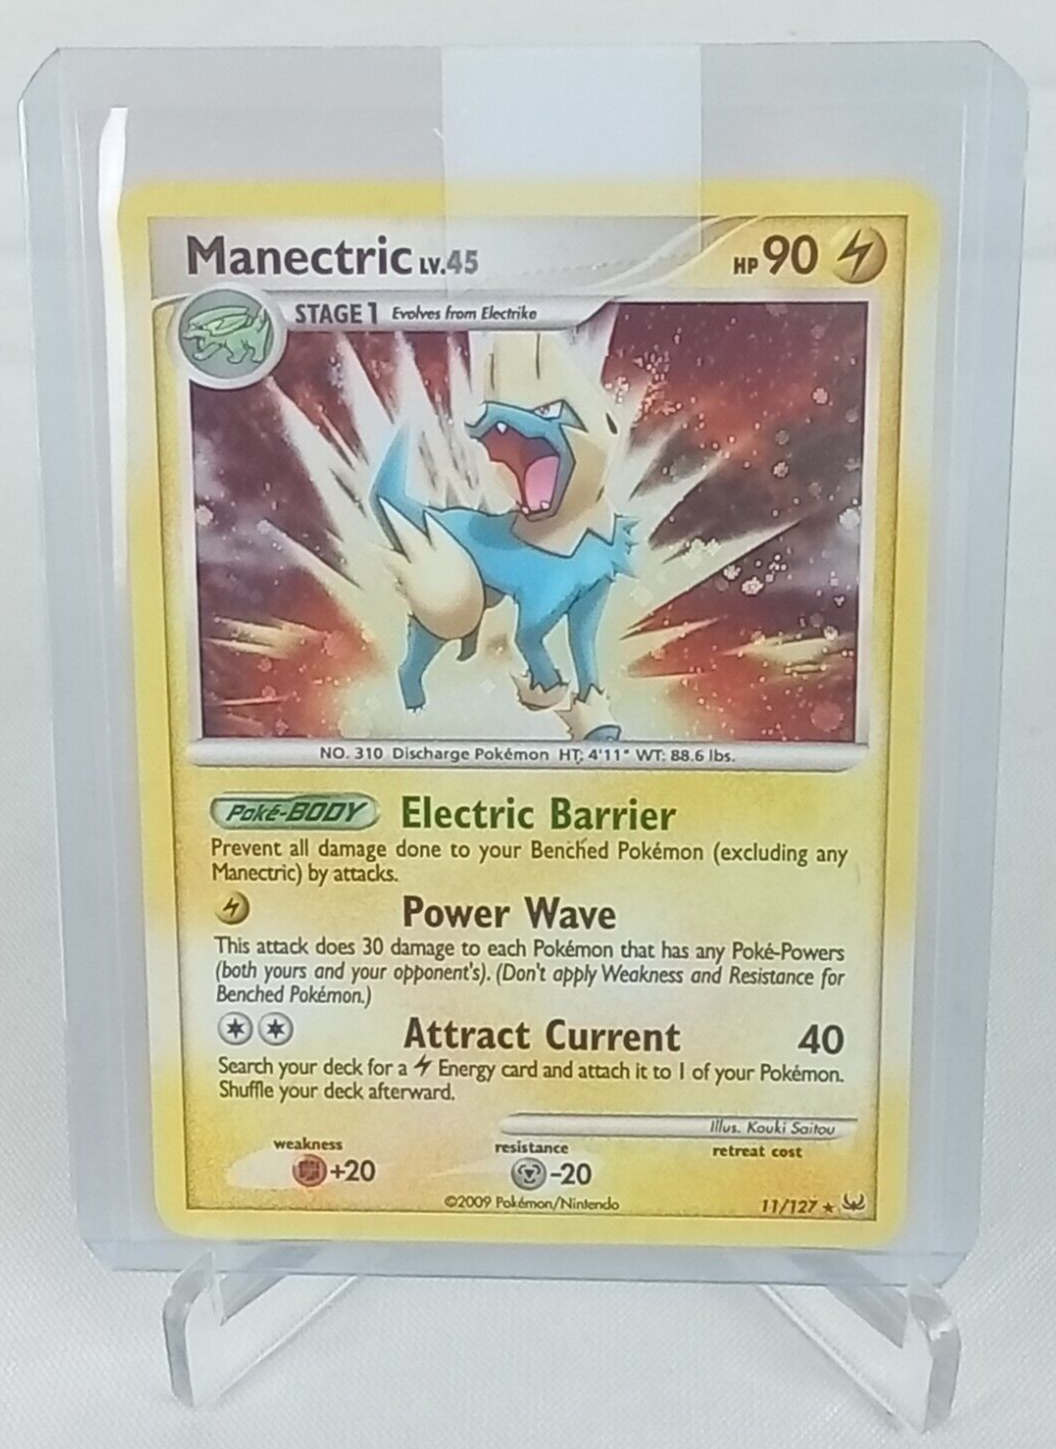 Manectric LV.45 HP 90
STAGE 1 Evolves from Electrike
NO. 310 Discharge Pokémon HT: 4'11" WT: 88.6 lbs.
Poké-BODY Electric Barrier
Prevent all damage done to your Benched Pokémon (excluding any
Manectric) by attacks.
Power Wave
This attack does 30 damage to each Pokémon that has any Poké-Powers
(both yours and your opponent's). (Don't apply Weakness and Resistance for
Benched Pokémon.)
Attract Current 40
Search your deck for a Energy card and attach it to 1 of your Pokémon.
Shuffle your deck afterward.
Illus. Kouki Saitou
weakness resistance retreat cost
+20 -20
©2009 Pokémon/Nintendo 11/127 ★